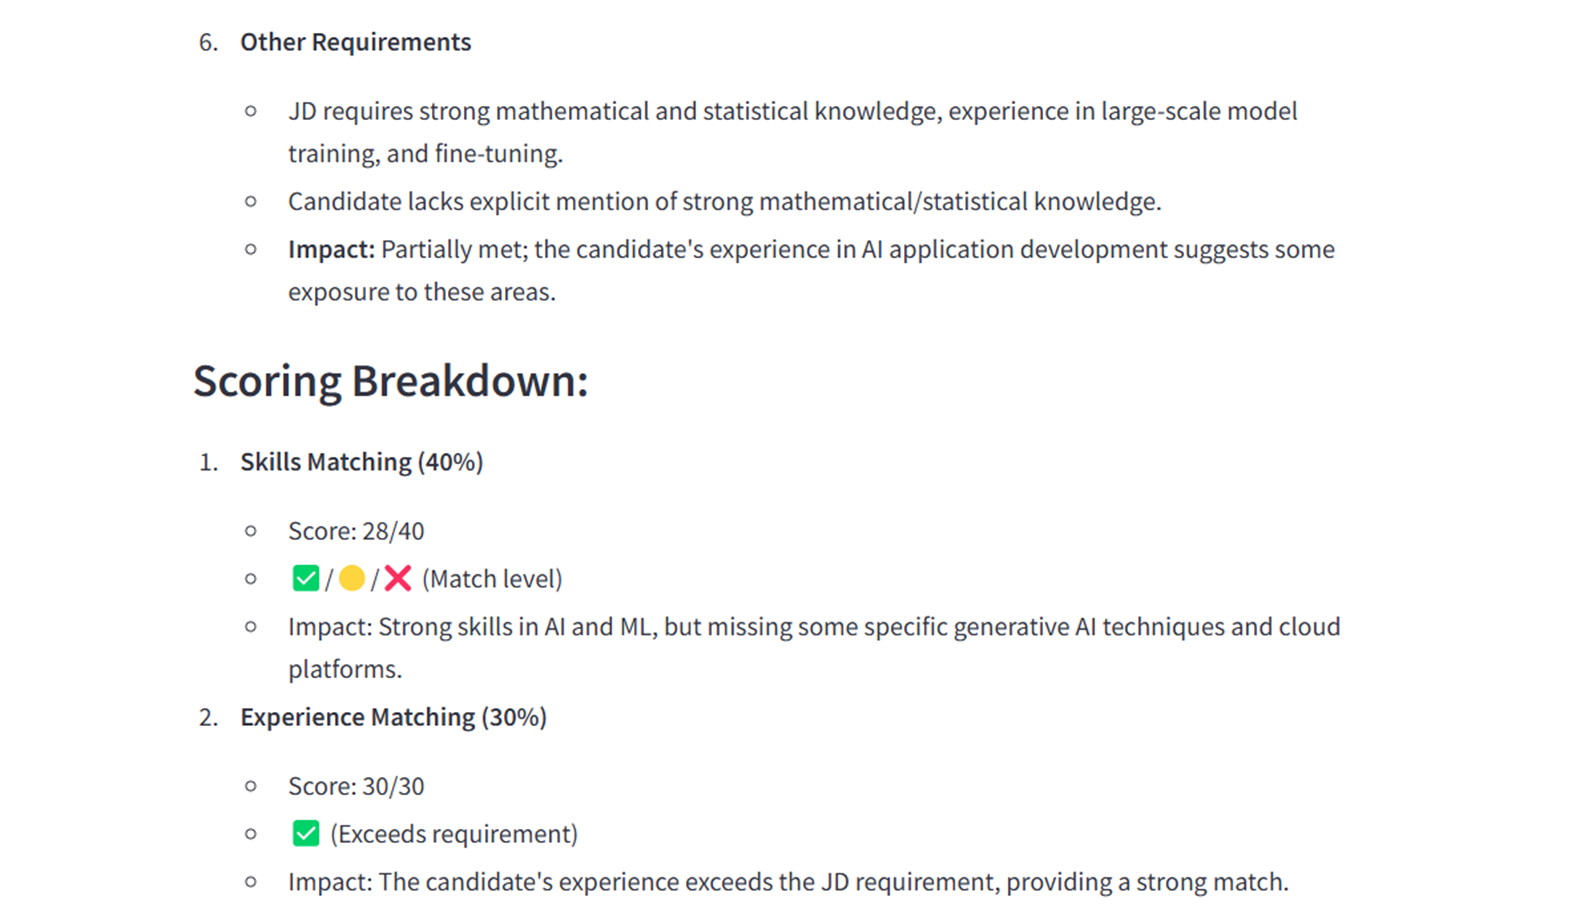 6. Other Requirements
○ JD requires strong mathematical and statistical knowledge, experience in large-scale model
training, and fine-tuning.
○ Candidate lacks explicit mention of strong mathematical/statistical knowledge.
○ Impact: Partially met; the candidate's experience in AI application development suggests some
exposure to these areas.
Scoring Breakdown:
1. Skills Matching (40%)
○ Score: 28/40
○ ✅/🟡/❌ (Match level)
○ Impact: Strong skills in AI and ML, but missing some specific generative AI techniques and cloud
platforms.
2. Experience Matching (30%)
○ Score: 30/30
○ ✅ (Exceeds requirement)
○ Impact: The candidate's experience exceeds the JD requirement, providing a strong match.